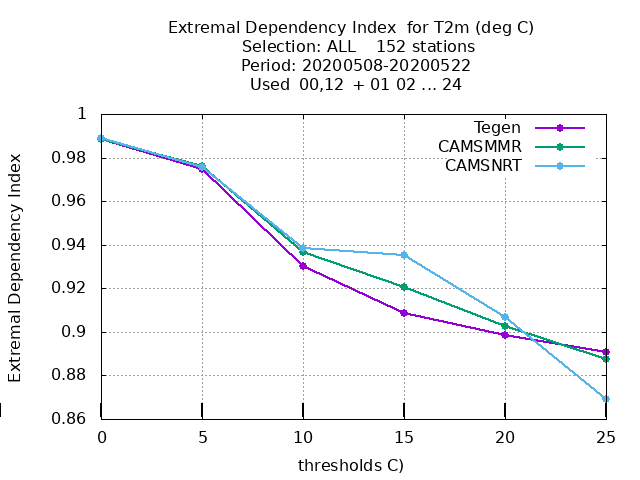 Extremal Dependency Index  for T2m (deg C)
Selection: ALL    152 stations
Period: 20200508-20200522
Used  00,12  + 01 02 ... 24
Tegen
CAMSMMR
CAMSNRT
1
0.98
0.96
0.94
0.92
0.9
0.88
0.86
Extremal Dependency Index
0 5 10 15 20 25
thresholds C)